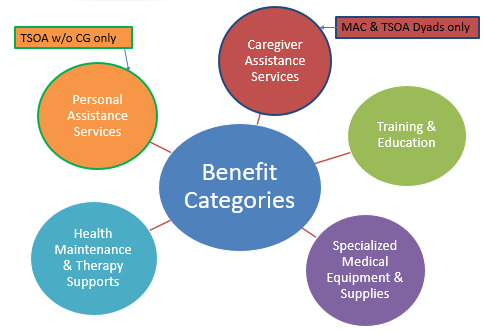 TSOA w/o CG only
MAC & TSOA Dyads only
Caregiver
Assistance
Services
Personal
Assistance
Services
Training &
Education
Benefit
Categories
Health
Maintenance
& Therapy
Supports
Specialized
Medical
Equipment &
Supplies